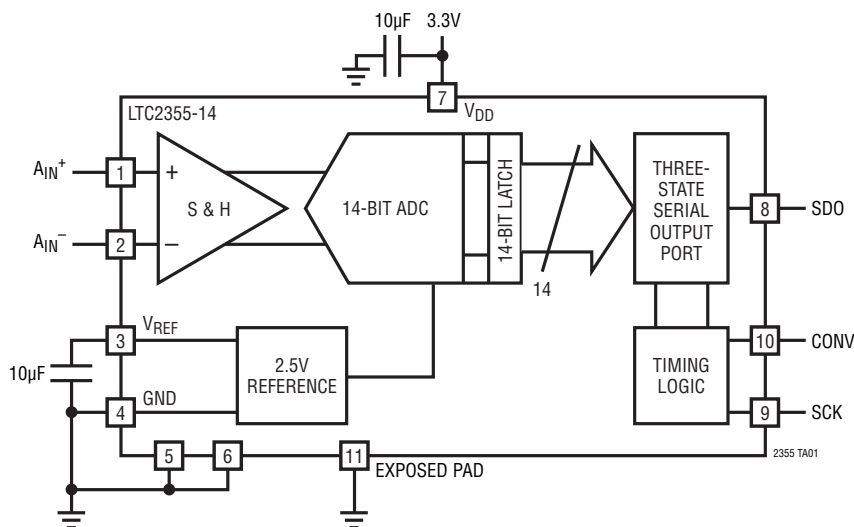 10µF 3.3V
7
LTC2355-14
VDD
AIN+
1
+
S & H
14-BIT ADC
14-BIT LATCH
14
THREE-
STATE
SERIAL
OUTPUT
PORT
8
SDO
AIN–
2
–
3
VREF
10µF
2.5V
REFERENCE
4
GND
TIMING
LOGIC
10
CONV
9
SCK
5
6
11
EXPOSED PAD
2355 TA01